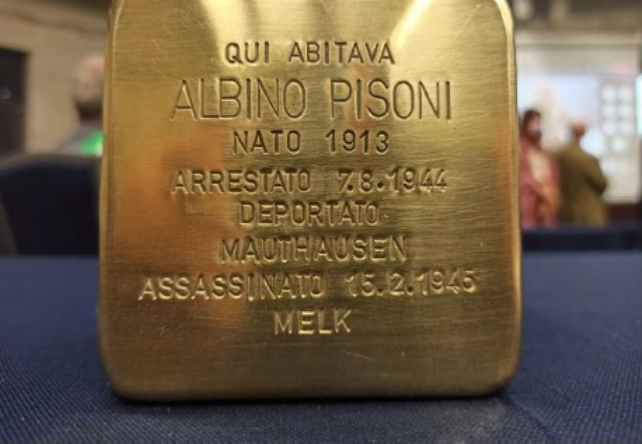 QUI ABITAVA
ALBINO PISONI
NATO 1913
ARRESTATO 7.8.1944
DEPORTATO
MAUTHAUSEN
ASSASSINATO 15.2.1945
MELK